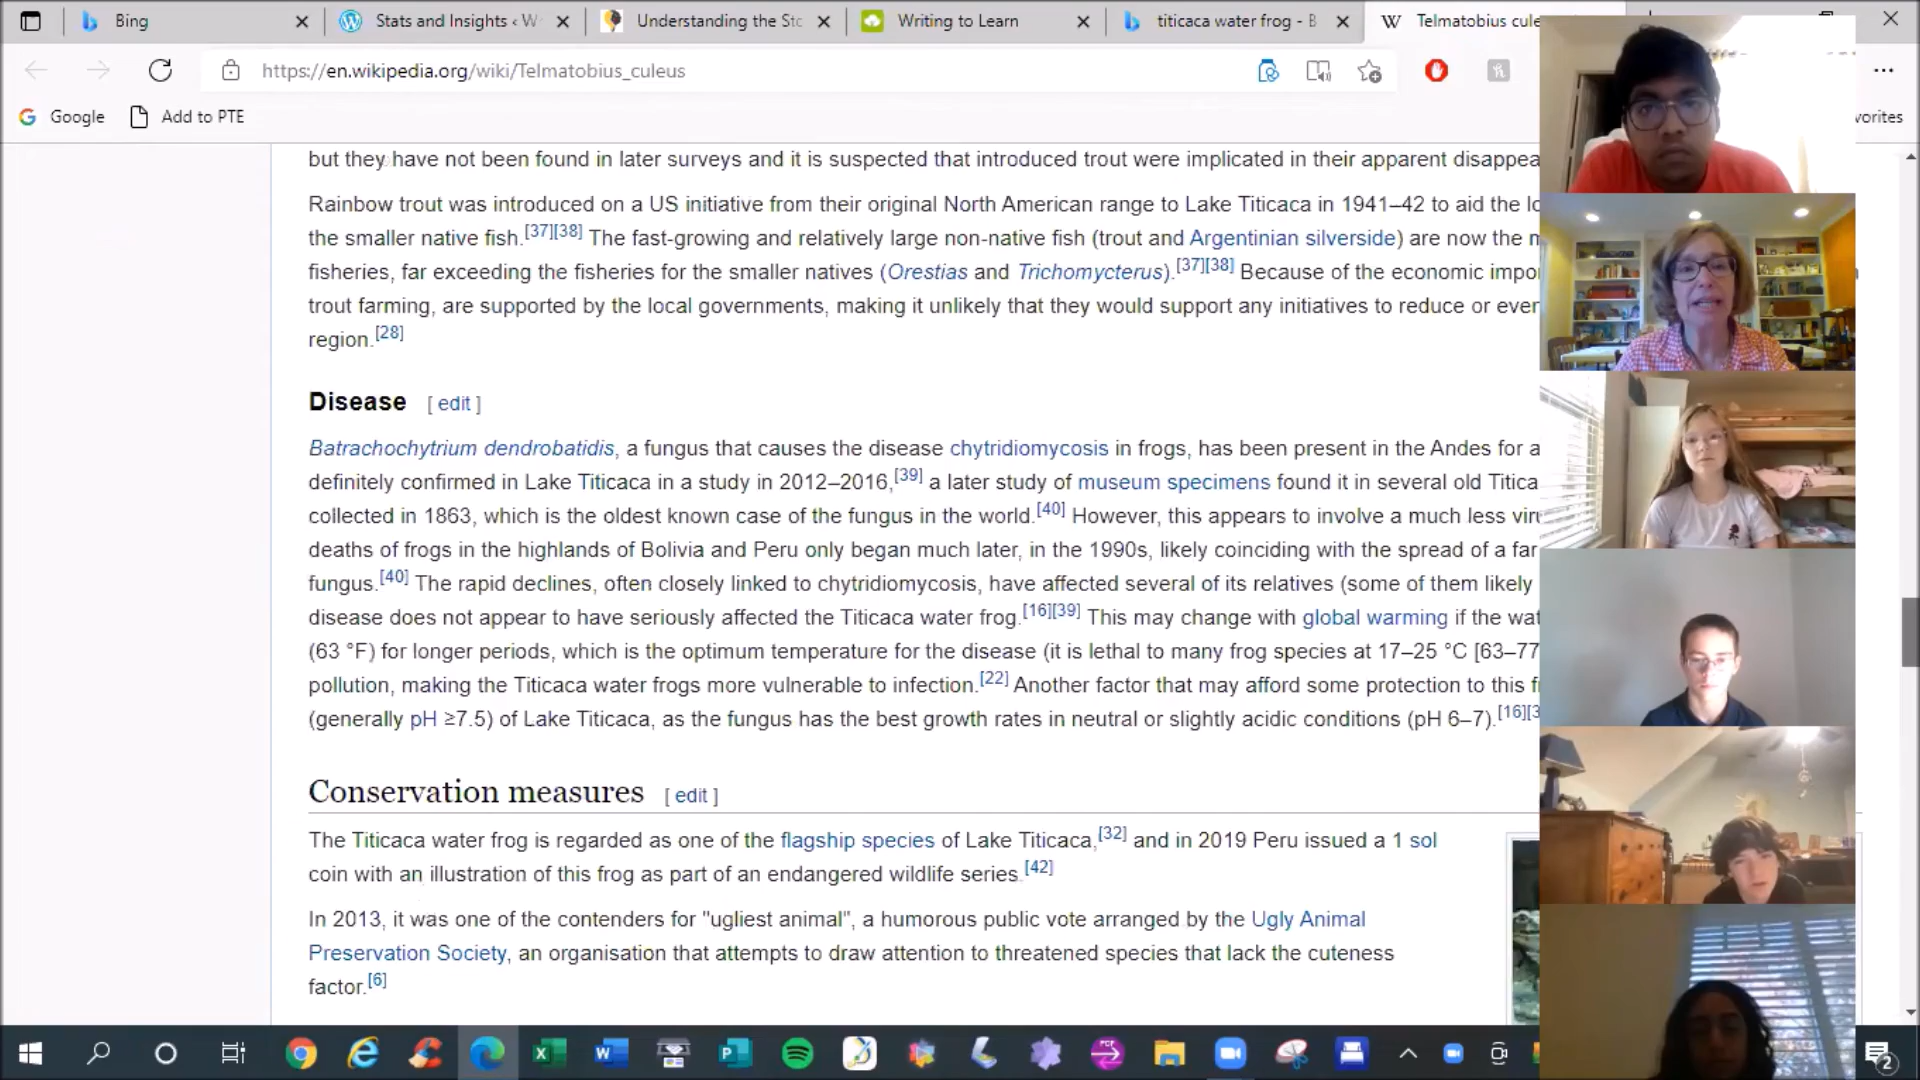 Bing
Stats and Insights ‹ W
Understanding the Sto
Writing to Learn
titicaca water frog - B
Telmatobius cule
https://en.wikipedia.org/wiki/Telmatobius_culeus
Google
Add to PTE
vorites
but they have not been found in later surveys and it is suspected that introduced trout were implicated in their apparent disappea
Rainbow trout was introduced on a US initiative from their original North American range to Lake Titicaca in 1941–42 to aid the lo
the smaller native fish.[37][38] The fast-growing and relatively large non-native fish (trout and Argentinian silverside) are now the m
fisheries, far exceeding the fisheries for the smaller natives (Orestias and Trichomycterus).[37][38] Because of the economic impo
trout farming, are supported by the local governments, making it unlikely that they would support any initiatives to reduce or ever
region.[28]
Disease [ edit ]
Batrachochytrium dendrobatidis, a fungus that causes the disease chytridiomycosis in frogs, has been present in the Andes for a
definitely confirmed in Lake Titicaca in a study in 2012–2016,[39] a later study of museum specimens found it in several old Titica
collected in 1863, which is the oldest known case of the fungus in the world.[40] However, this appears to involve a much less viru
deaths of frogs in the highlands of Bolivia and Peru only began much later, in the 1990s, likely coinciding with the spread of a far
fungus.[40] The rapid declines, often closely linked to chytridiomycosis, have affected several of its relatives (some of them likely
disease does not appear to have seriously affected the Titicaca water frog.[16][39] This may change with global warming if the wat
(63 °F) for longer periods, which is the optimum temperature for the disease (it is lethal to many frog species at 17–25 °C [63–77
pollution, making the Titicaca water frogs more vulnerable to infection.[22] Another factor that may afford some protection to this f
(generally pH ≥7.5) of Lake Titicaca, as the fungus has the best growth rates in neutral or slightly acidic conditions (pH 6–7).[16][3
Conservation measures [ edit ]
The Titicaca water frog is regarded as one of the flagship species of Lake Titicaca,[32] and in 2019 Peru issued a 1 sol
coin with an illustration of this frog as part of an endangered wildlife series.[42]
In 2013, it was one of the contenders for "ugliest animal", a humorous public vote arranged by the Ugly Animal
Preservation Society, an organisation that attempts to draw attention to threatened species that lack the cuteness
factor.[6]
2